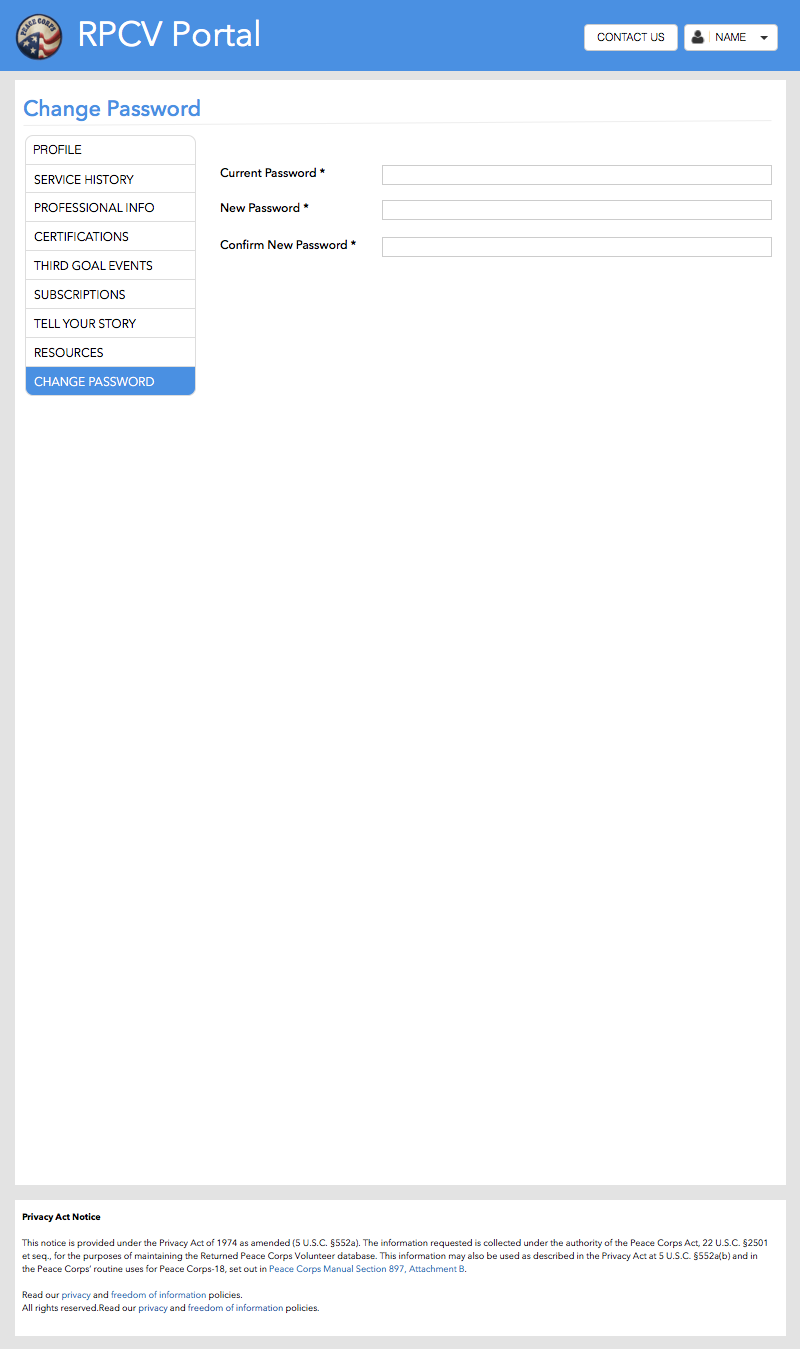 PEACE CORPS
RPCV Portal
CONTACT US
NAME
Change Password
PROFILE
SERVICE HISTORY
PROFESSIONAL INFO
CERTIFICATIONS
THIRD GOAL EVENTS
SUBSCRIPTIONS
TELL YOUR STORY
RESOURCES
CHANGE PASSWORD
Current Password *
New Password *
Confirm New Password *
Privacy Act Notice
This notice is provided under the Privacy Act of 1974 as amended (5 U.S.C. §552a). The information requested is collected under the authority of the Peace Corps Act, 22 U.S.C. §2501
et seq., for the purposes of maintaining the Returned Peace Corps Volunteer database. This information may also be used as described in the Privacy Act at 5 U.S.C. §552a(b) and in
the Peace Corps’ routine uses for Peace Corps-18, set out in Peace Corps Manual Section 897, Attachment B.
Read our privacy and freedom of information policies.
All rights reserved.Read our privacy and freedom of information policies.